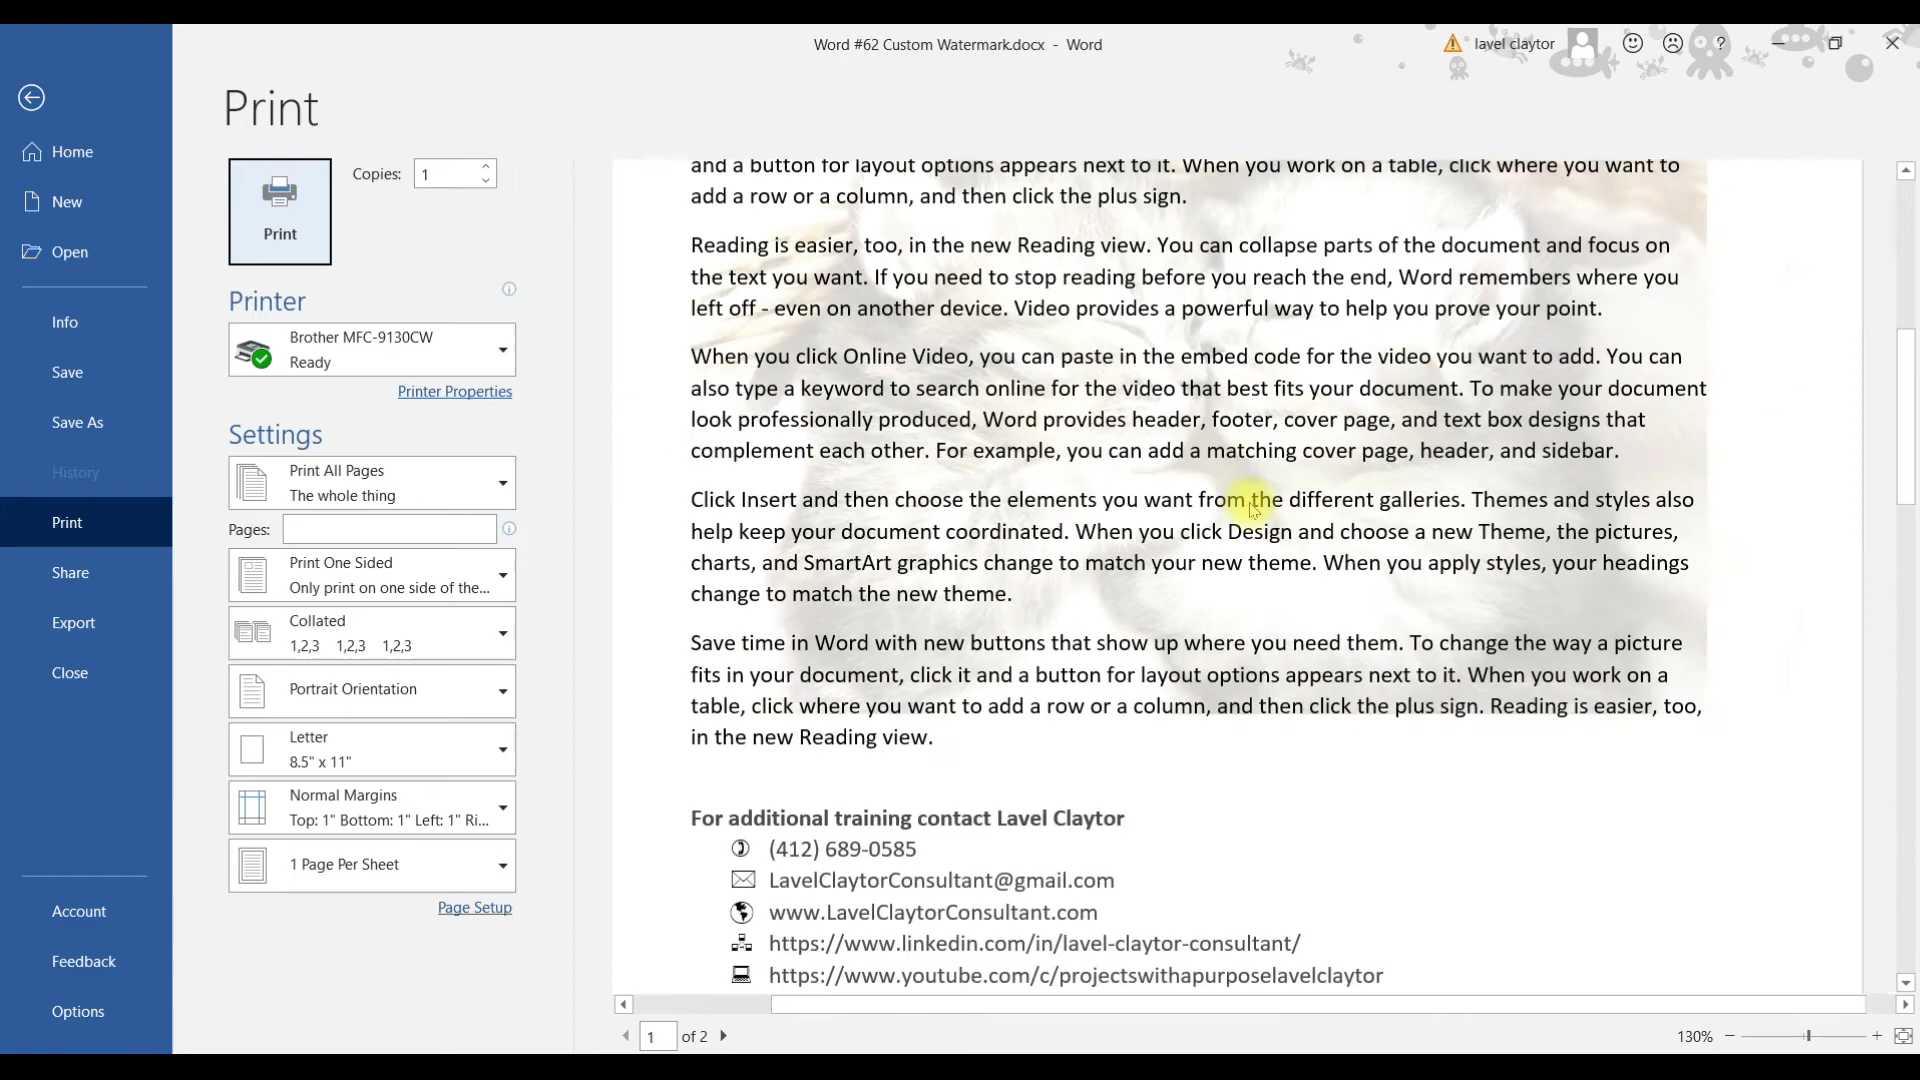 Word #62 Custom Watermark.docx - Word
lavel claytor
?
Print
Home
New
Open
Info
Save
Save As
History
Print
Share
Export
Close
Account
Feedback
Options
Print
Copies: 1
Printer
Brother MFC-9130CW
Ready
Printer Properties
Settings
Print All Pages
The whole thing
Pages:
Print One Sided
Only print on one side of the...
Collated
1,2,3 1,2,3 1,2,3
Portrait Orientation
Letter
8.5" x 11"
Normal Margins
Top: 1" Bottom: 1" Left: 1" Ri...
1 Page Per Sheet
Page Setup
and a button for layout options appears next to it. When you work on a table, click where you want to
add a row or a column, and then click the plus sign.
Reading is easier, too, in the new Reading view. You can collapse parts of the document and focus on
the text you want. If you need to stop reading before you reach the end, Word remembers where you
left off - even on another device. Video provides a powerful way to help you prove your point.
When you click Online Video, you can paste in the embed code for the video you want to add. You can
also type a keyword to search online for the video that best fits your document. To make your document
look professionally produced, Word provides header, footer, cover page, and text box designs that
complement each other. For example, you can add a matching cover page, header, and sidebar.
Click Insert and then choose the elements you want from the different galleries. Themes and styles also
help keep your document coordinated. When you click Design and choose a new Theme, the pictures,
charts, and SmartArt graphics change to match your new theme. When you apply styles, your headings
change to match the new theme.
Save time in Word with new buttons that show up where you need them. To change the way a picture
fits in your document, click it and a button for layout options appears next to it. When you work on a
table, click where you want to add a row or a column, and then click the plus sign. Reading is easier, too,
in the new Reading view.
For additional training contact Lavel Claytor
(412) 689-0585
LavelClaytorConsultant@gmail.com
www.LavelClaytorConsultant.com
https://www.linkedin.com/in/lavel-claytor-consultant/
https://www.youtube.com/c/projectswithapurposelavelclaytor
1 of 2
130%